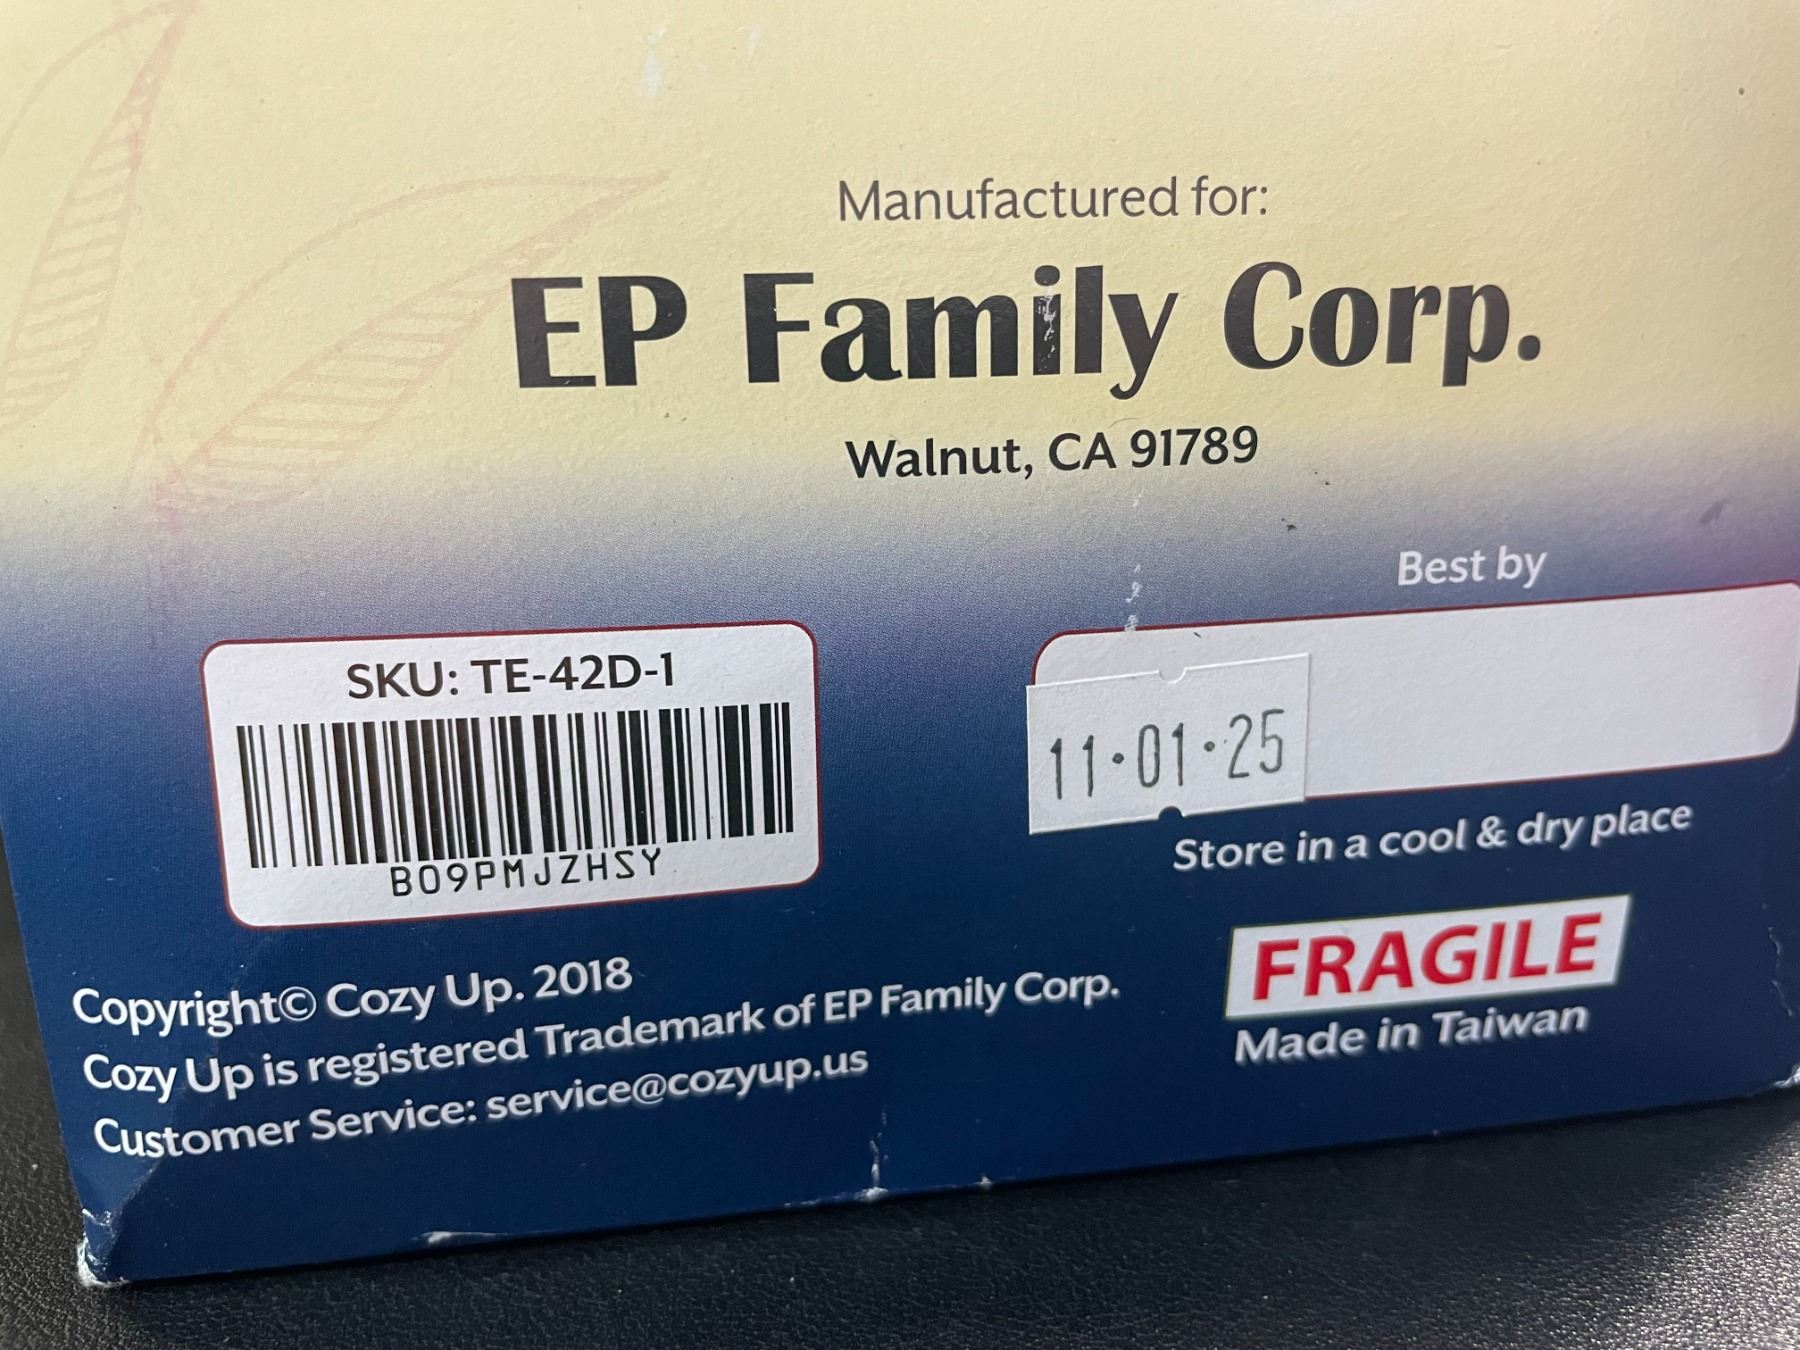 Manufactured for:
EP Family Corp.
Walnut, CA 91789
Best by
SKU: TE-42D-1
B09PMJZHSY
11·01·25
Store in a cool & dry place
FRAGILE
Made in Taiwan
Copyright© Cozy Up. 2018
Cozy Up is registered Trademark of EP Family Corp.
Customer Service: service@cozyup.us